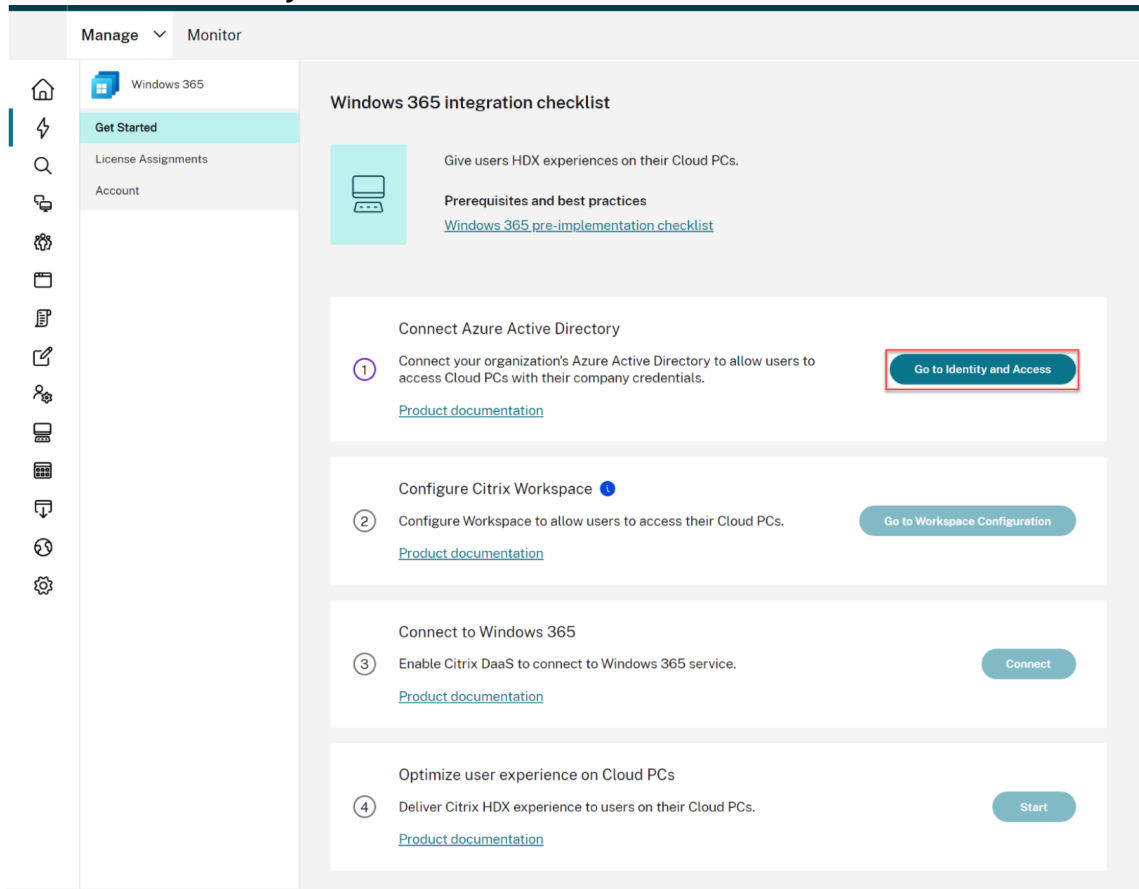 Manage Monitor
Windows 365
Get Started
License Assignments
Account
Windows 365 integration checklist
Give users HDX experiences on their Cloud PCs.
Prerequisites and best practices
Windows 365 pre-implementation checklist
Connect Azure Active Directory
1
Connect your organization's Azure Active Directory to allow users to
access Cloud PCs with their company credentials.
Go to Identity and Access
Product documentation
Configure Citrix Workspace i
2
Configure Workspace to allow users to access their Cloud PCs.
Go to Workspace Configuration
Product documentation
Connect to Windows 365
3
Enable Citrix DaaS to connect to Windows 365 service.
Connect
Product documentation
Optimize user experience on Cloud PCs
4
Deliver Citrix HDX experience to users on their Cloud PCs.
Start
Product documentation